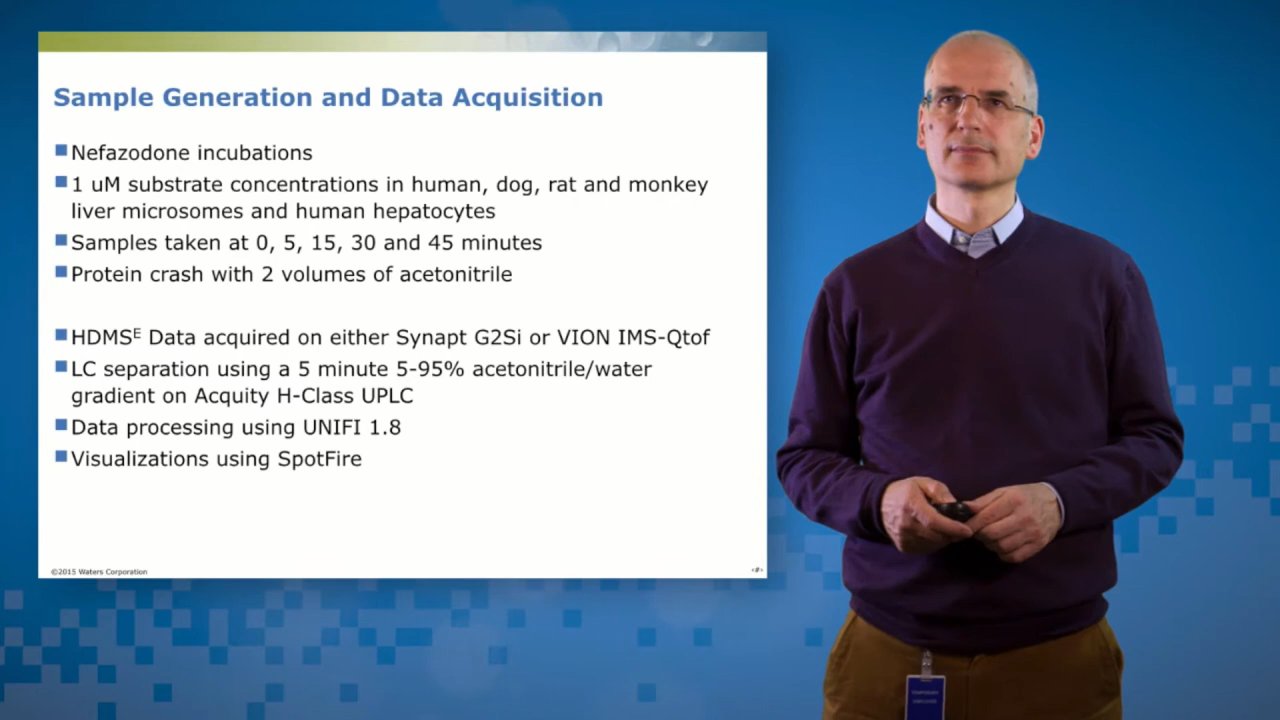 Sample Generation and Data Acquisition
Nefazodone incubations
1 uM substrate concentrations in human, dog, rat and monkey
liver microsomes and human hepatocytes
Samples taken at 0, 5, 15, 30 and 45 minutes
Protein crash with 2 volumes of acetonitrile
HDMSᴱ Data acquired on either Synapt G2Si or VION IMS-Qtof
LC separation using a 5 minute 5-95% acetonitrile/water
gradient on Acquity H-Class UPLC
Data processing using UNIFI 1.8
Visualizations using SpotFire
©2015 Waters Corporation
‹#›
TEMPORARY
EMPLOYEE